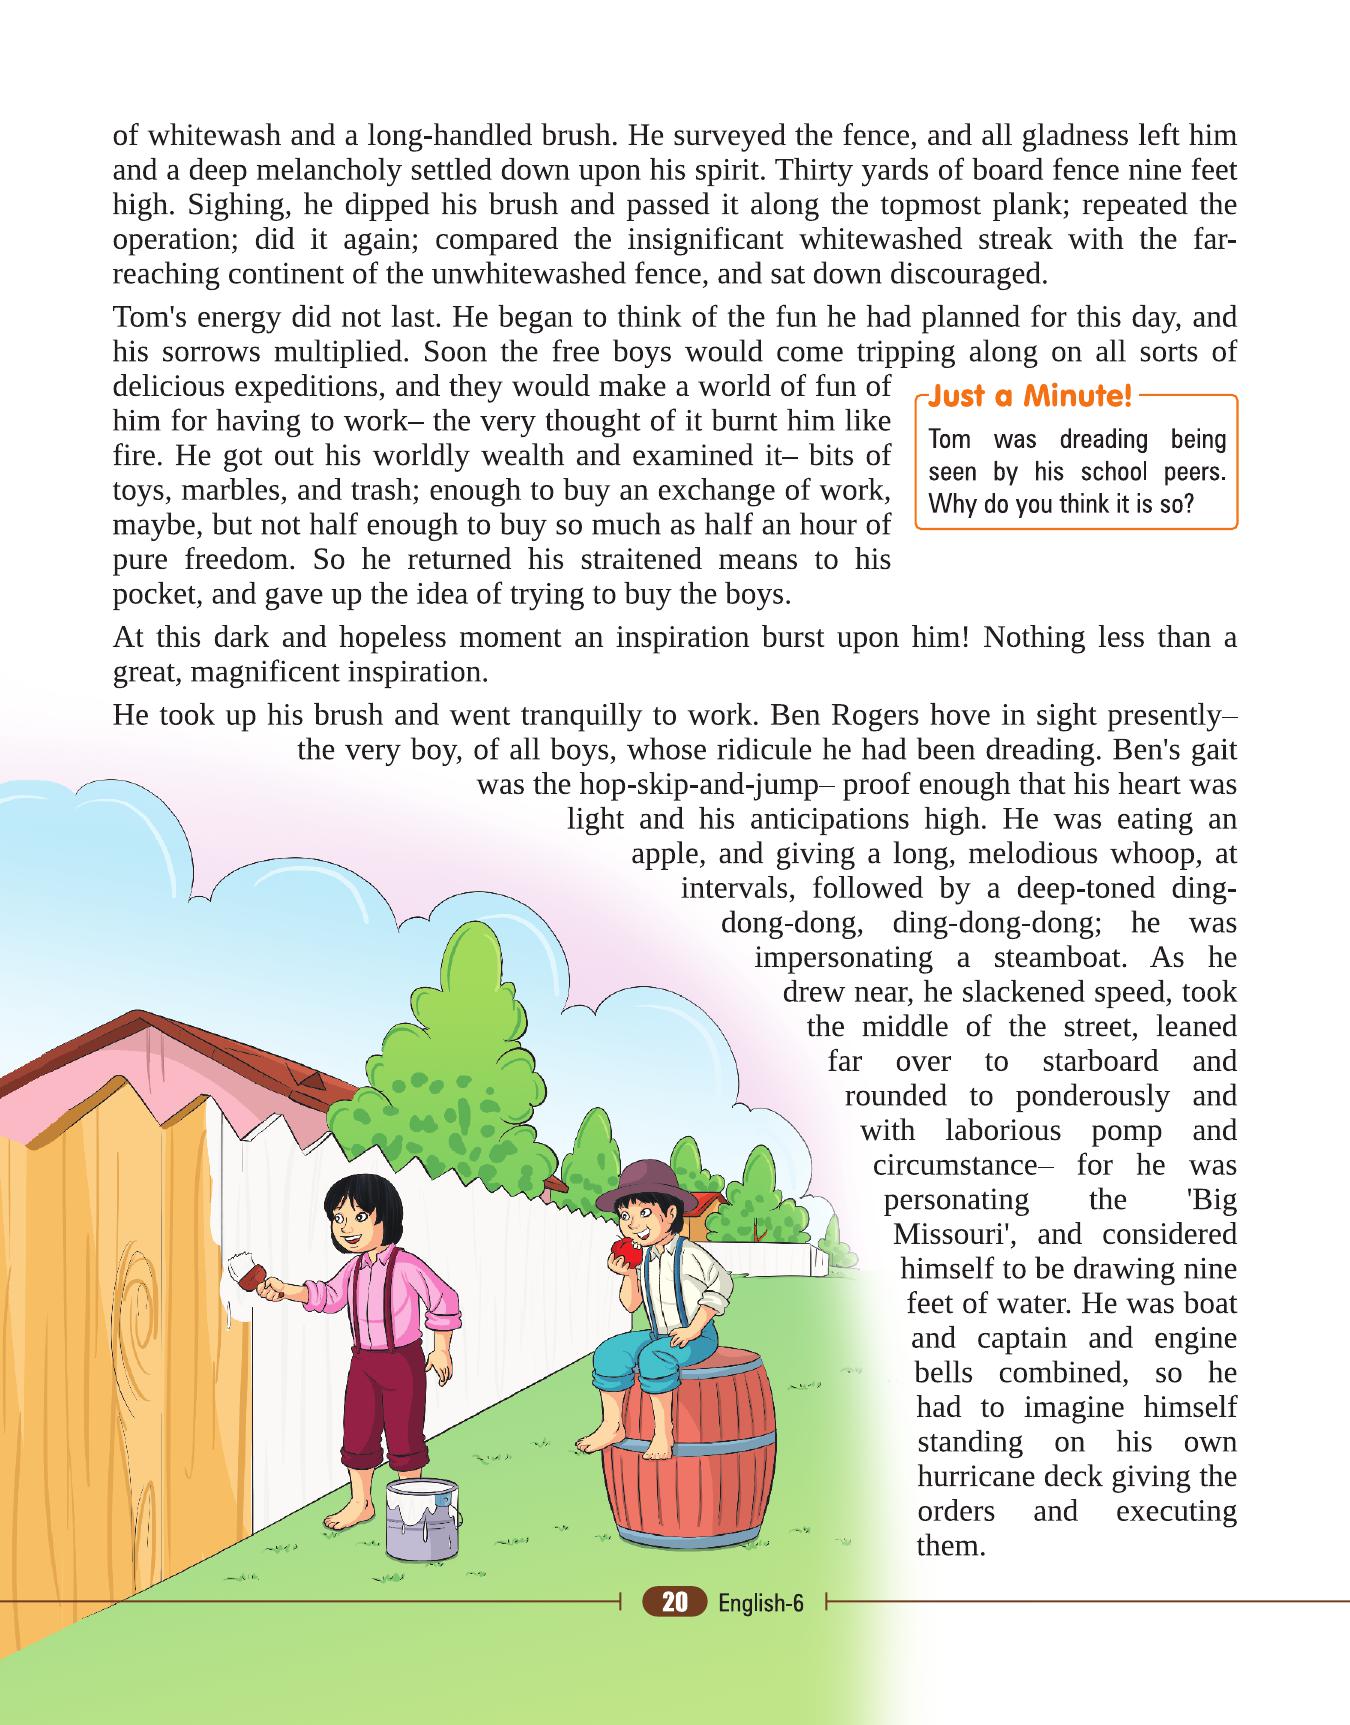 of whitewash and a long-handled brush. He surveyed the fence, and all gladness left him
and a deep melancholy settled down upon his spirit. Thirty yards of board fence nine feet
high. Sighing, he dipped his brush and passed it along the topmost plank; repeated the
operation; did it again; compared the insignificant whitewashed streak with the far-
reaching continent of the unwhitewashed fence, and sat down discouraged.
Tom's energy did not last. He began to think of the fun he had planned for this day, and
his sorrows multiplied. Soon the free boys would come tripping along on all sorts of
delicious expeditions, and they would make a world of fun of
him for having to work– the very thought of it burnt him like
fire. He got out his worldly wealth and examined it– bits of
toys, marbles, and trash; enough to buy an exchange of work,
maybe, but not half enough to buy so much as half an hour of
pure freedom. So he returned his straitened means to his
pocket, and gave up the idea of trying to buy the boys.
Just a Minute!
Tom was dreading being
seen by his school peers.
Why do you think it is so?
At this dark and hopeless moment an inspiration burst upon him! Nothing less than a
great, magnificent inspiration.
He took up his brush and went tranquilly to work. Ben Rogers hove in sight presently–
the very boy, of all boys, whose ridicule he had been dreading. Ben's gait
was the hop-skip-and-jump– proof enough that his heart was
light and his anticipations high. He was eating an
apple, and giving a long, melodious whoop, at
intervals, followed by a deep-toned ding-
dong-dong, ding-dong-dong; he was
impersonating a steamboat. As he
drew near, he slackened speed, took
the middle of the street, leaned
far over to starboard and
rounded to ponderously and
with laborious pomp and
circumstance– for he was
personating the 'Big
Missouri', and considered
himself to be drawing nine
feet of water. He was boat
and captain and engine
bells combined, so he
had to imagine himself
standing on his own
hurricane deck giving the
orders and executing
them.
20 English-6